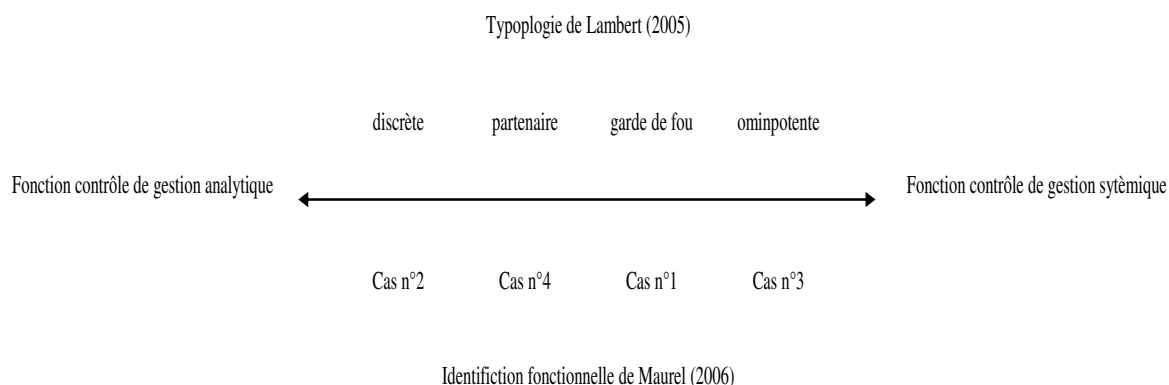 Typoplogie de Lambert (2005)
discrète partenaire garde de fou ominpotente
Fonction contrôle de gestion analytique Fonction contrôle de gestion sytèmique
Cas n°2 Cas n°4 Cas n°1 Cas n°3
Identifiction fonctionnelle de Maurel (2006)